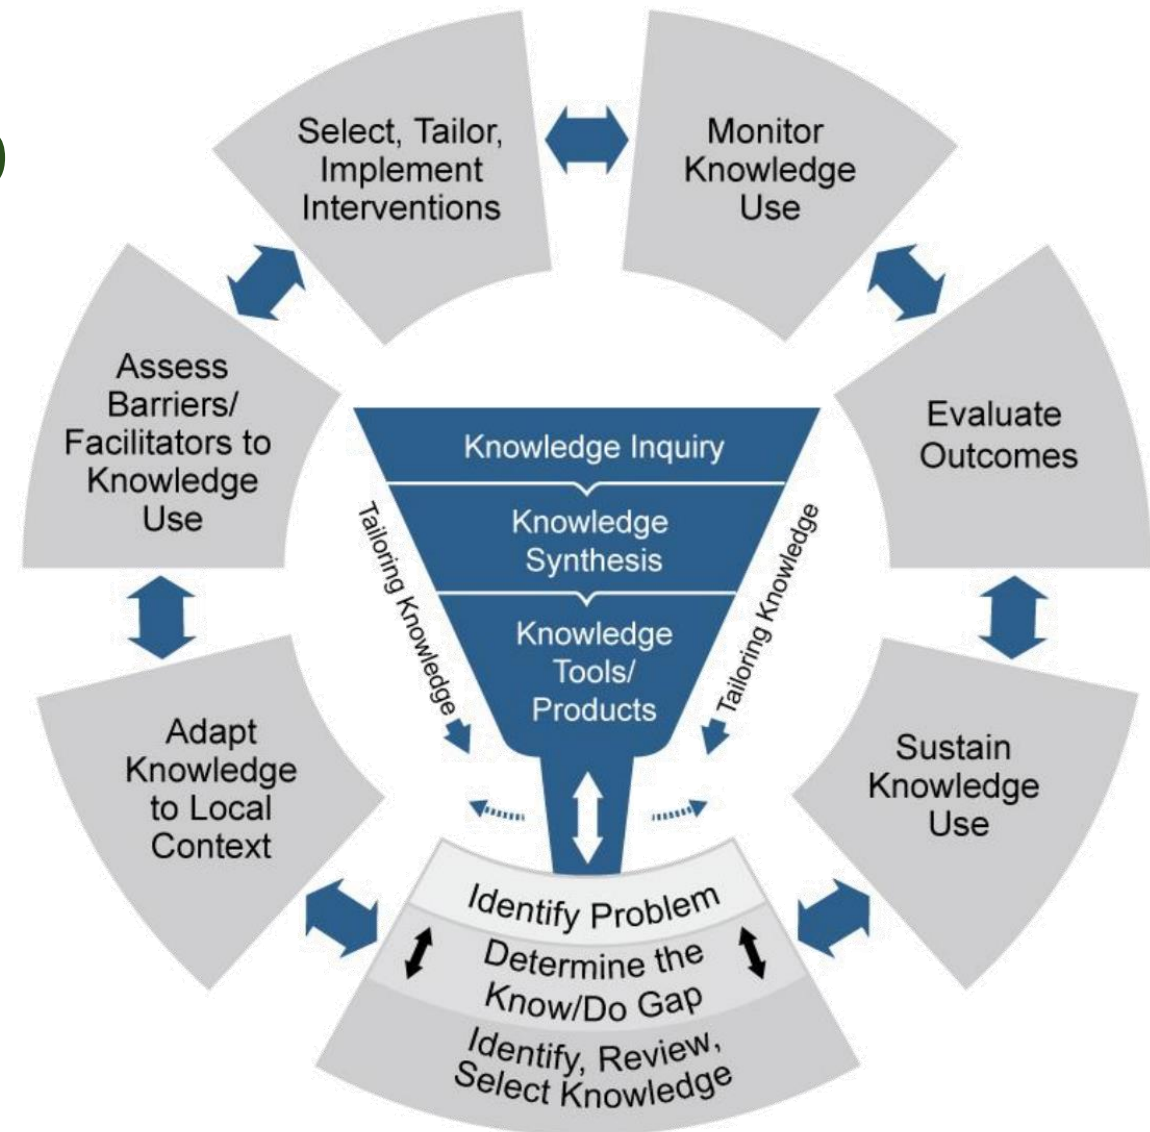 Select, Tailor,
Implement
Interventions
Monitor
Knowledge
Use
Assess
Barriers/
Facilitators to
Knowledge
Use
Evaluate
Outcomes
Knowledge Inquiry
Knowledge
Synthesis
Knowledge
Tools/
Products
Tailoring Knowledge
Tailoring Knowledge
Adapt
Knowledge
to Local
Context
Sustain
Knowledge
Use
Identify Problem
Determine the
Know/Do Gap
Identify, Review,
Select Knowledge